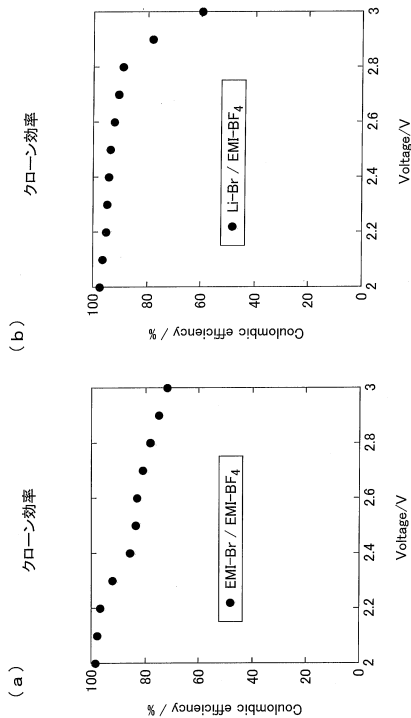 (a)
クローン効率
Coulombic efficiency / %
100
80
60
40
20
0
EMI-Br / EMI-BF4
2
2.2
2.4
2.6
2.8
3
Voltage/V
(b)
クローン効率
Coulombic efficiency / %
100
80
60
40
20
0
Li-Br / EMI-BF4
2
2.2
2.4
2.6
2.8
3
Voltage/V